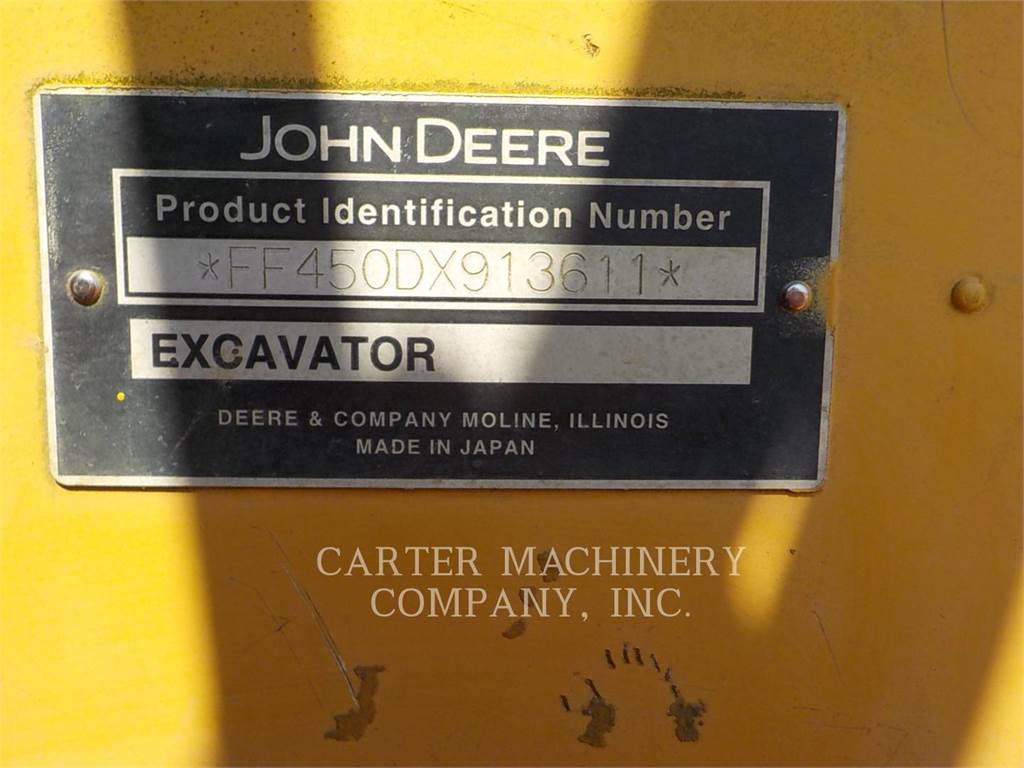 JOHN DEERE
Product Identification Number
*FF450DX913611*
EXCAVATOR
DEERE & COMPANY MOLINE, ILLINOIS
MADE IN JAPAN
CARTER MACHINERY
COMPANY, INC.